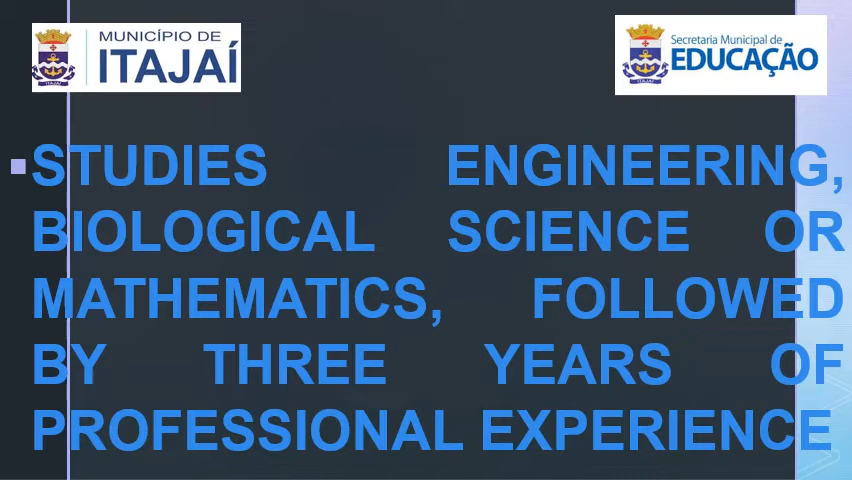 MUNICÍPIO DE
ITAJAÍ
Secretaria Municipal de
EDUCAÇÃO
ITAJAÍ
▪STUDIES ENGINEERING,
BIOLOGICAL SCIENCE OR
MATHEMATICS, FOLLOWED
BY THREE YEARS OF
PROFESSIONAL EXPERIENCE